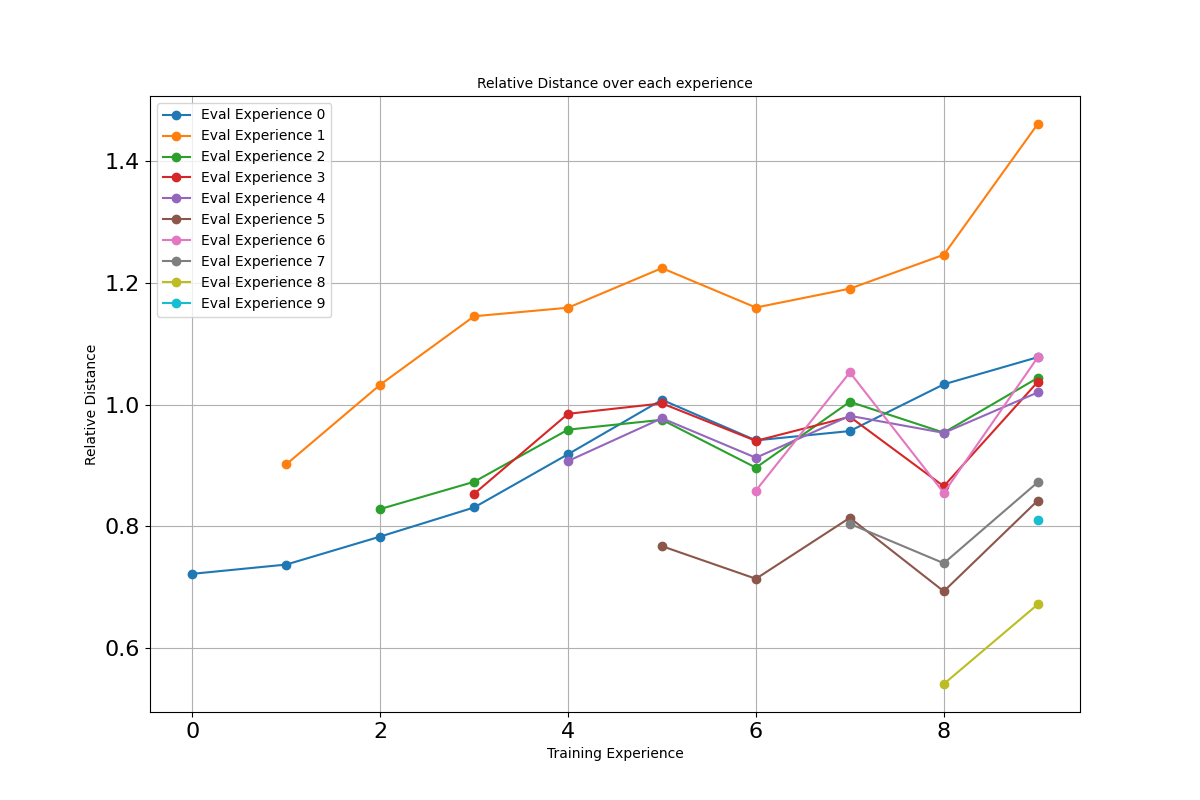 Relative Distance over each experience
Eval Experience 0
Eval Experience 1
Eval Experience 2
Eval Experience 3
Eval Experience 4
Eval Experience 5
Eval Experience 6
Eval Experience 7
Eval Experience 8
Eval Experience 9
1.4
1.2
1.0
0.8
0.6
Relative Distance
0 2 4 6 8
Training Experience